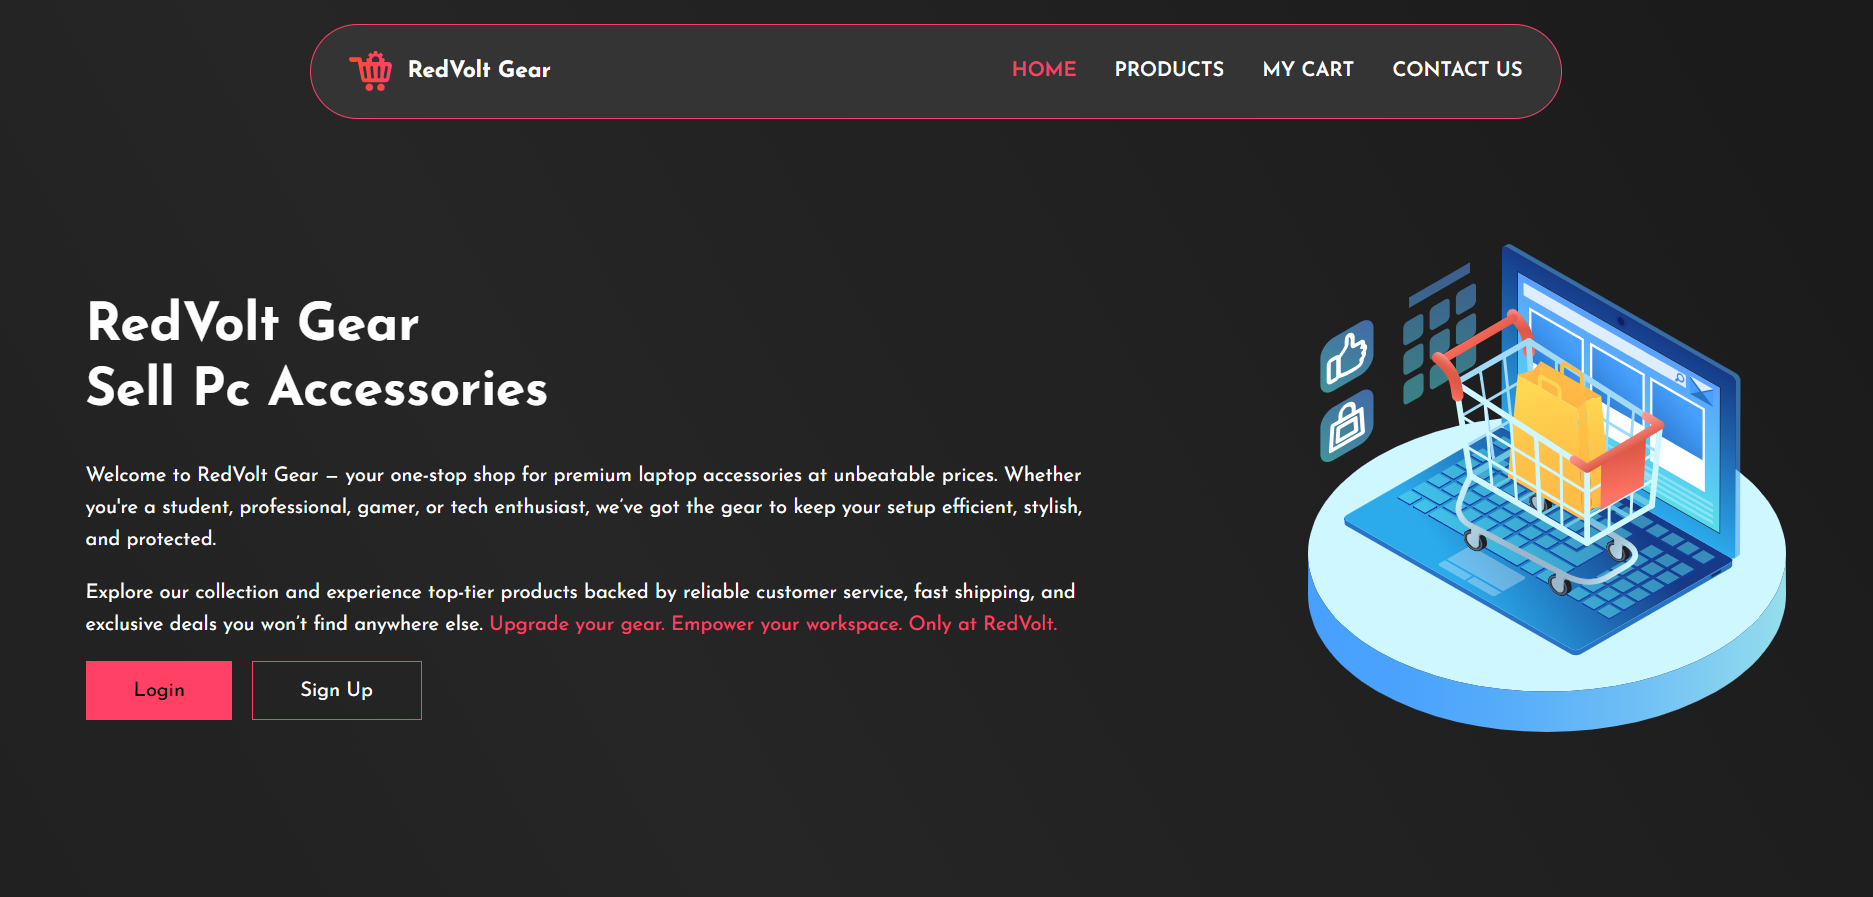 RedVolt Gear
HOME PRODUCTS MY CART CONTACT US
RedVolt Gear
Sell Pc Accessories
Welcome to RedVolt Gear – your one-stop shop for premium laptop accessories at unbeatable prices. Whether
you're a student, professional, gamer, or tech enthusiast, we’ve got the gear to keep your setup efficient, stylish,
and protected.
Explore our collection and experience top-tier products backed by reliable customer service, fast shipping, and
exclusive deals you won’t find anywhere else. Upgrade your gear. Empower your workspace. Only at RedVolt.
Login
Sign Up